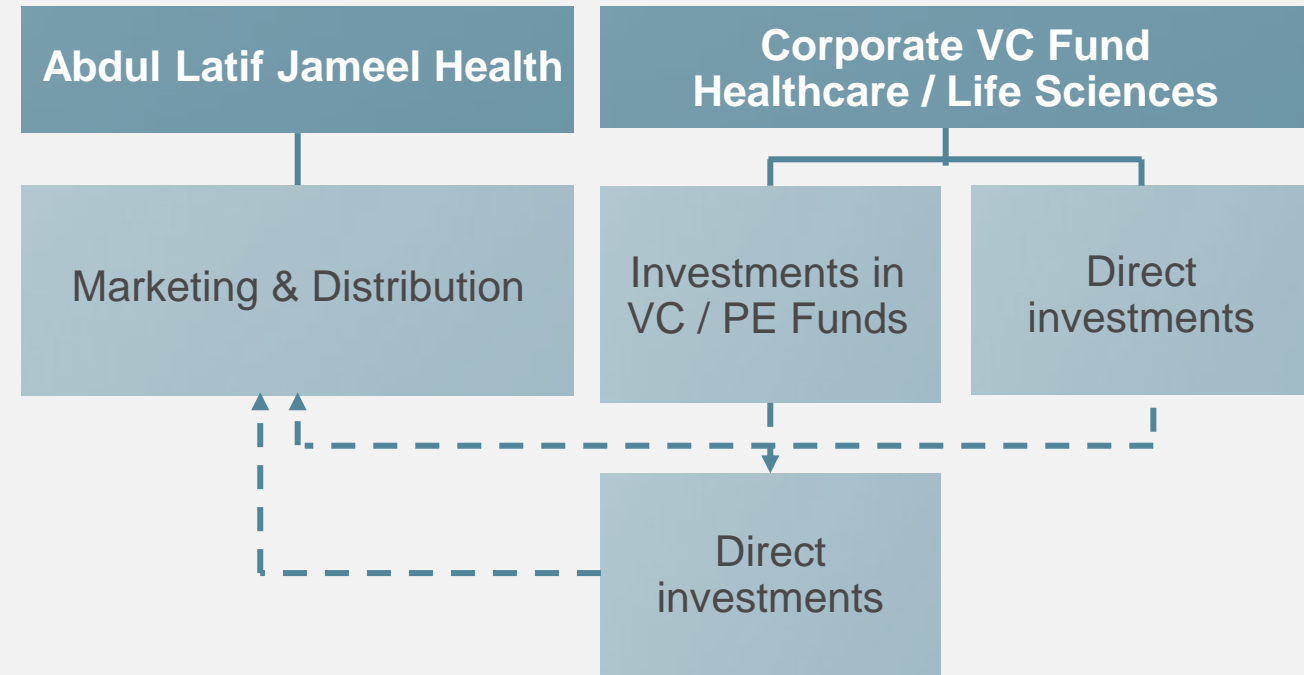 Abdul Latif Jameel Health
Corporate VC Fund
Healthcare / Life Sciences
Marketing & Distribution
Investments in
VC / PE Funds
Direct
investments
Direct
investments